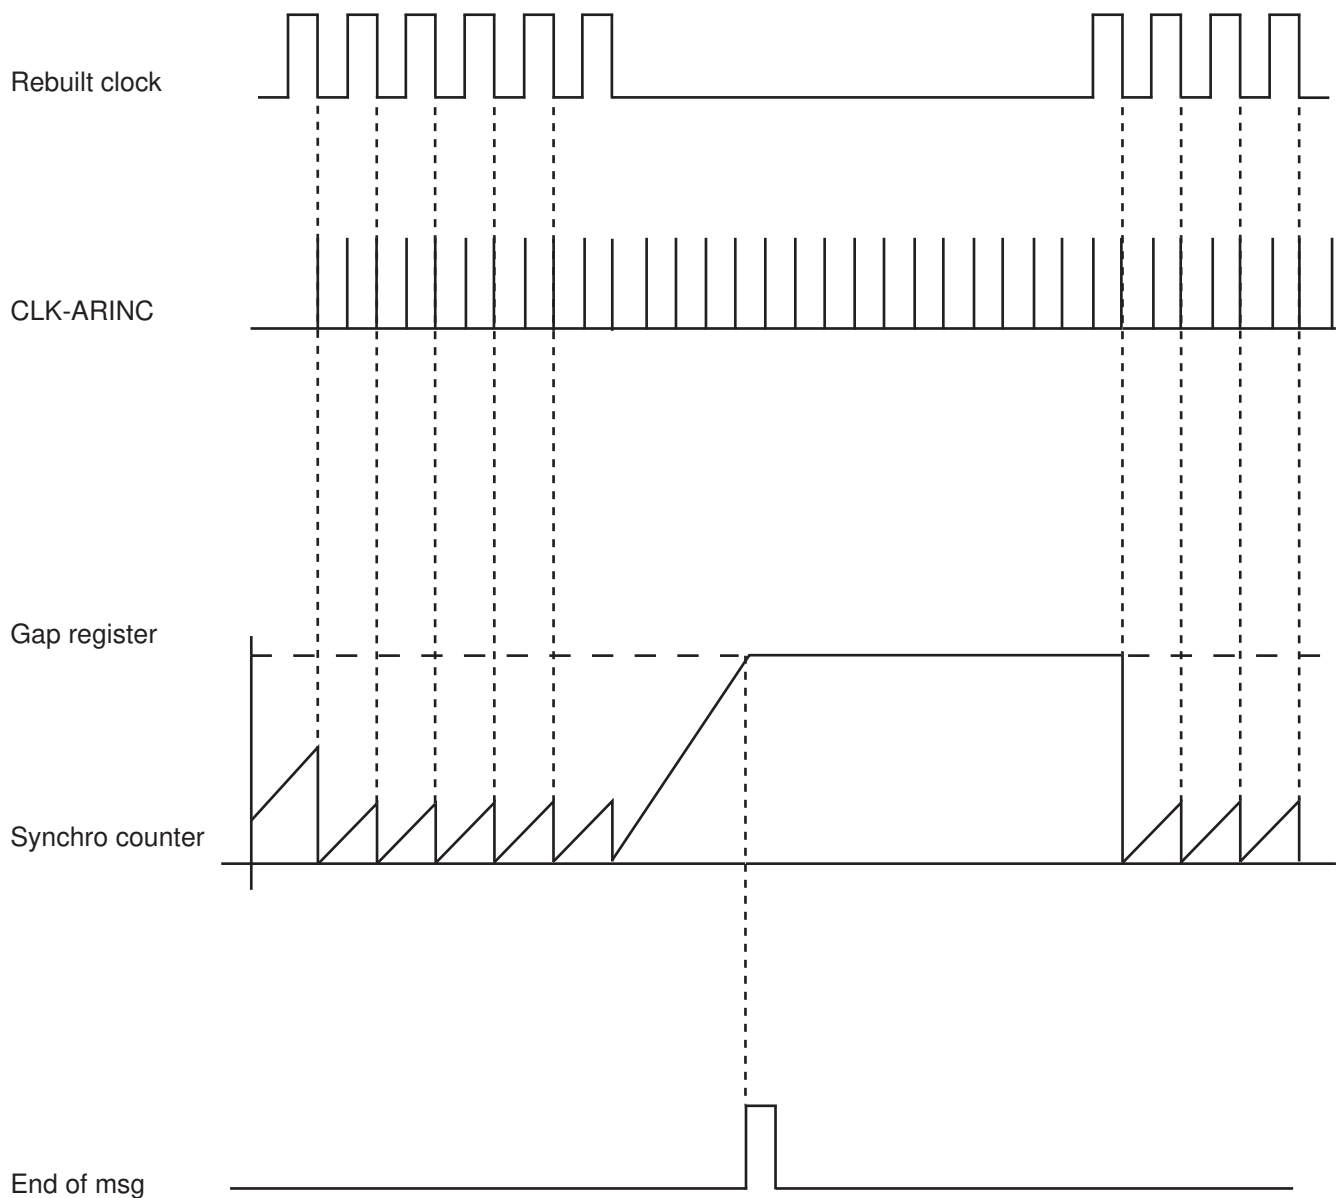 Rebuilt clock
CLK-ARINC
Gap register
Synchro counter
End of msg